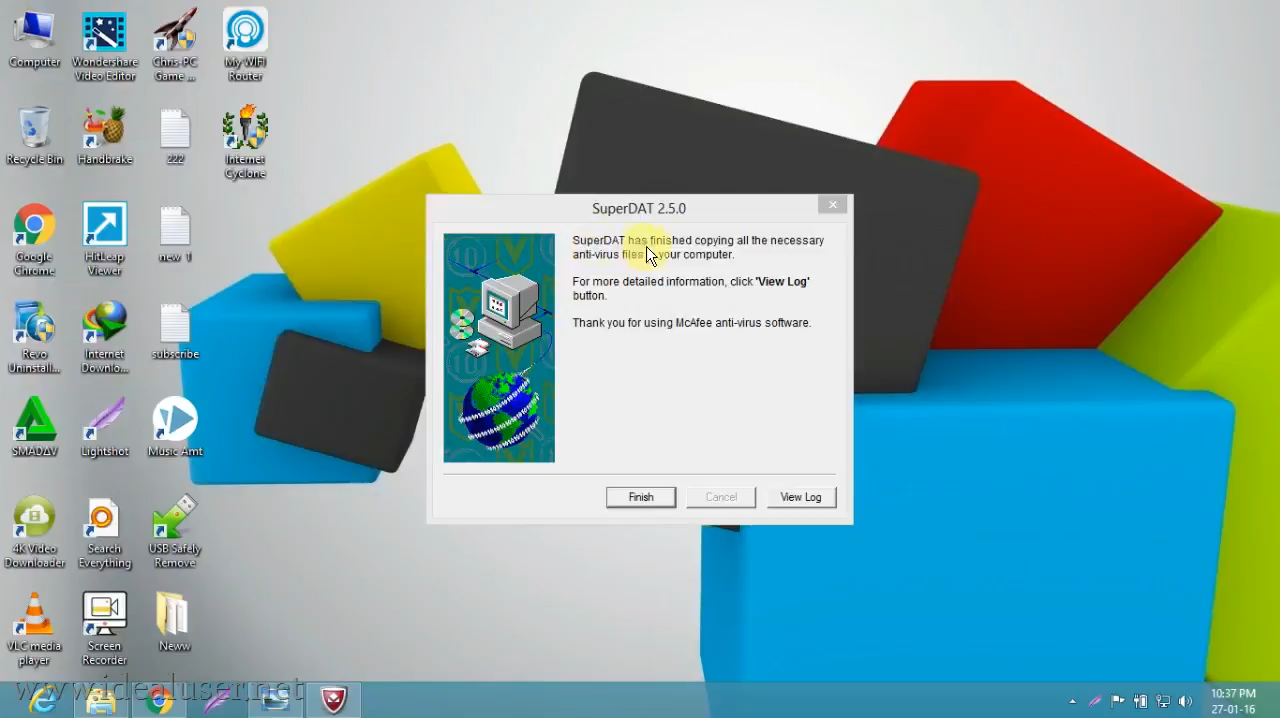 Computer
Wondershare
Video Editor
Chris-PC
Game ...
My WIFI
Router
Recycle Bin
Handbrake
222
Internet
Cyclone
Google
Chrome
HitLeap
Viewer
new_1
Revo
Uninstall...
Internet
Downlo...
subscribe
SMADΔV
Lightshot
Music Amt
4K Video
Downloader
Search
Everything
USB Safely
Remove
VLC media
player
Screen
Recorder
Neww
SuperDAT 2.5.0
SuperDAT has finished copying all the necessary
anti-virus files your computer.
For more detailed information, click 'View Log'
button.
Thank you for using McAfee anti-virus software.
Finish
Cancel
View Log
www.idealuser.net
10:37 PM
27-01-16